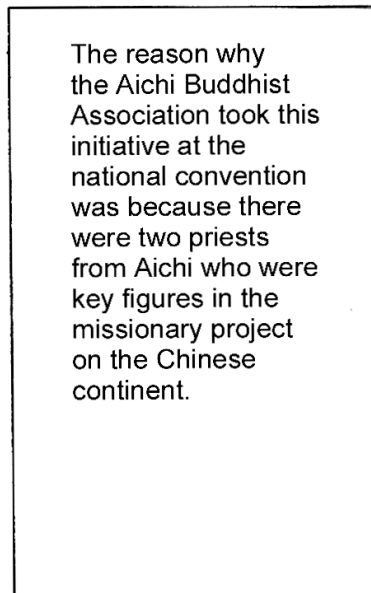 The reason why
the Aichi Buddhist
Association took this
initiative at the
national convention
was because there
were two priests
from Aichi who were
key figures in the
missionary project
on the Chinese
continent.